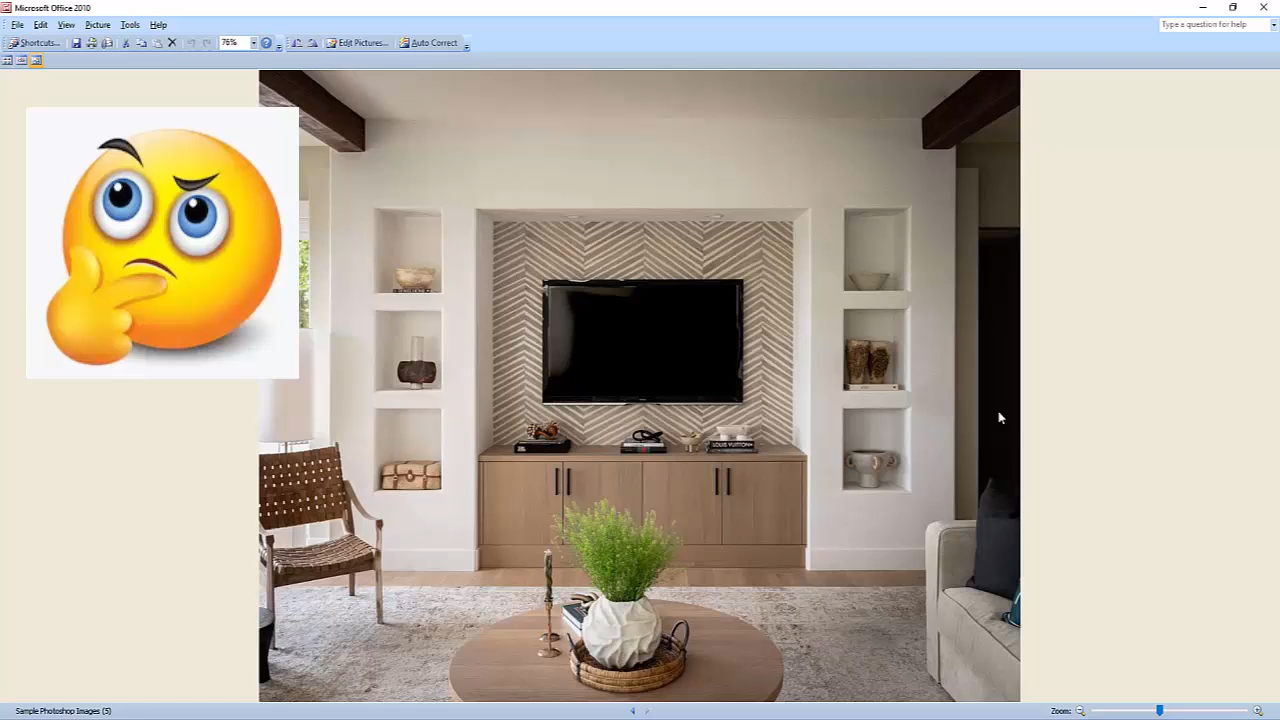 Microsoft Office 2010
File Edit View Picture Tools Help
Type a question for help
Shortcuts... 76% Edit Pictures... Auto Correct
LOUIS VUITTON
Sample Photoshop Images (5)
Zoom: